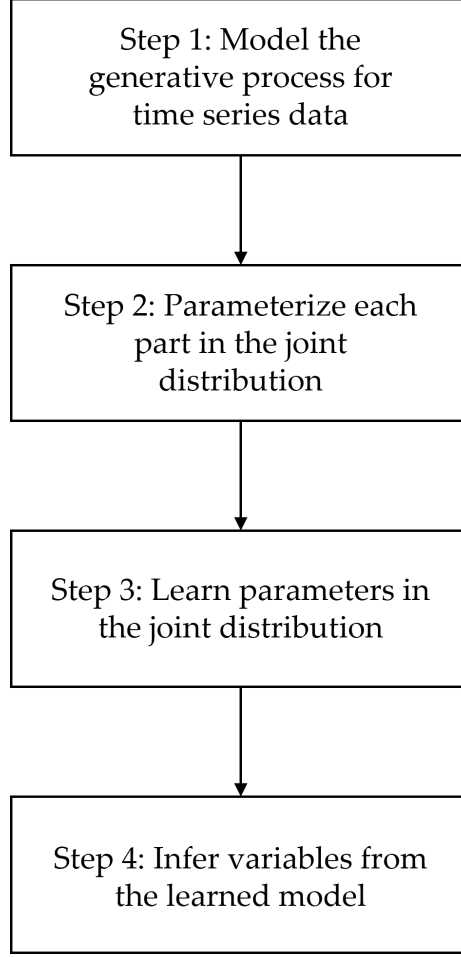 Step 1: Model the
generative process for
time series data
Step 2: Parameterize each
part in the joint
distribution
Step 3: Learn parameters in
the joint distribution
Step 4: Infer variables from
the learned model